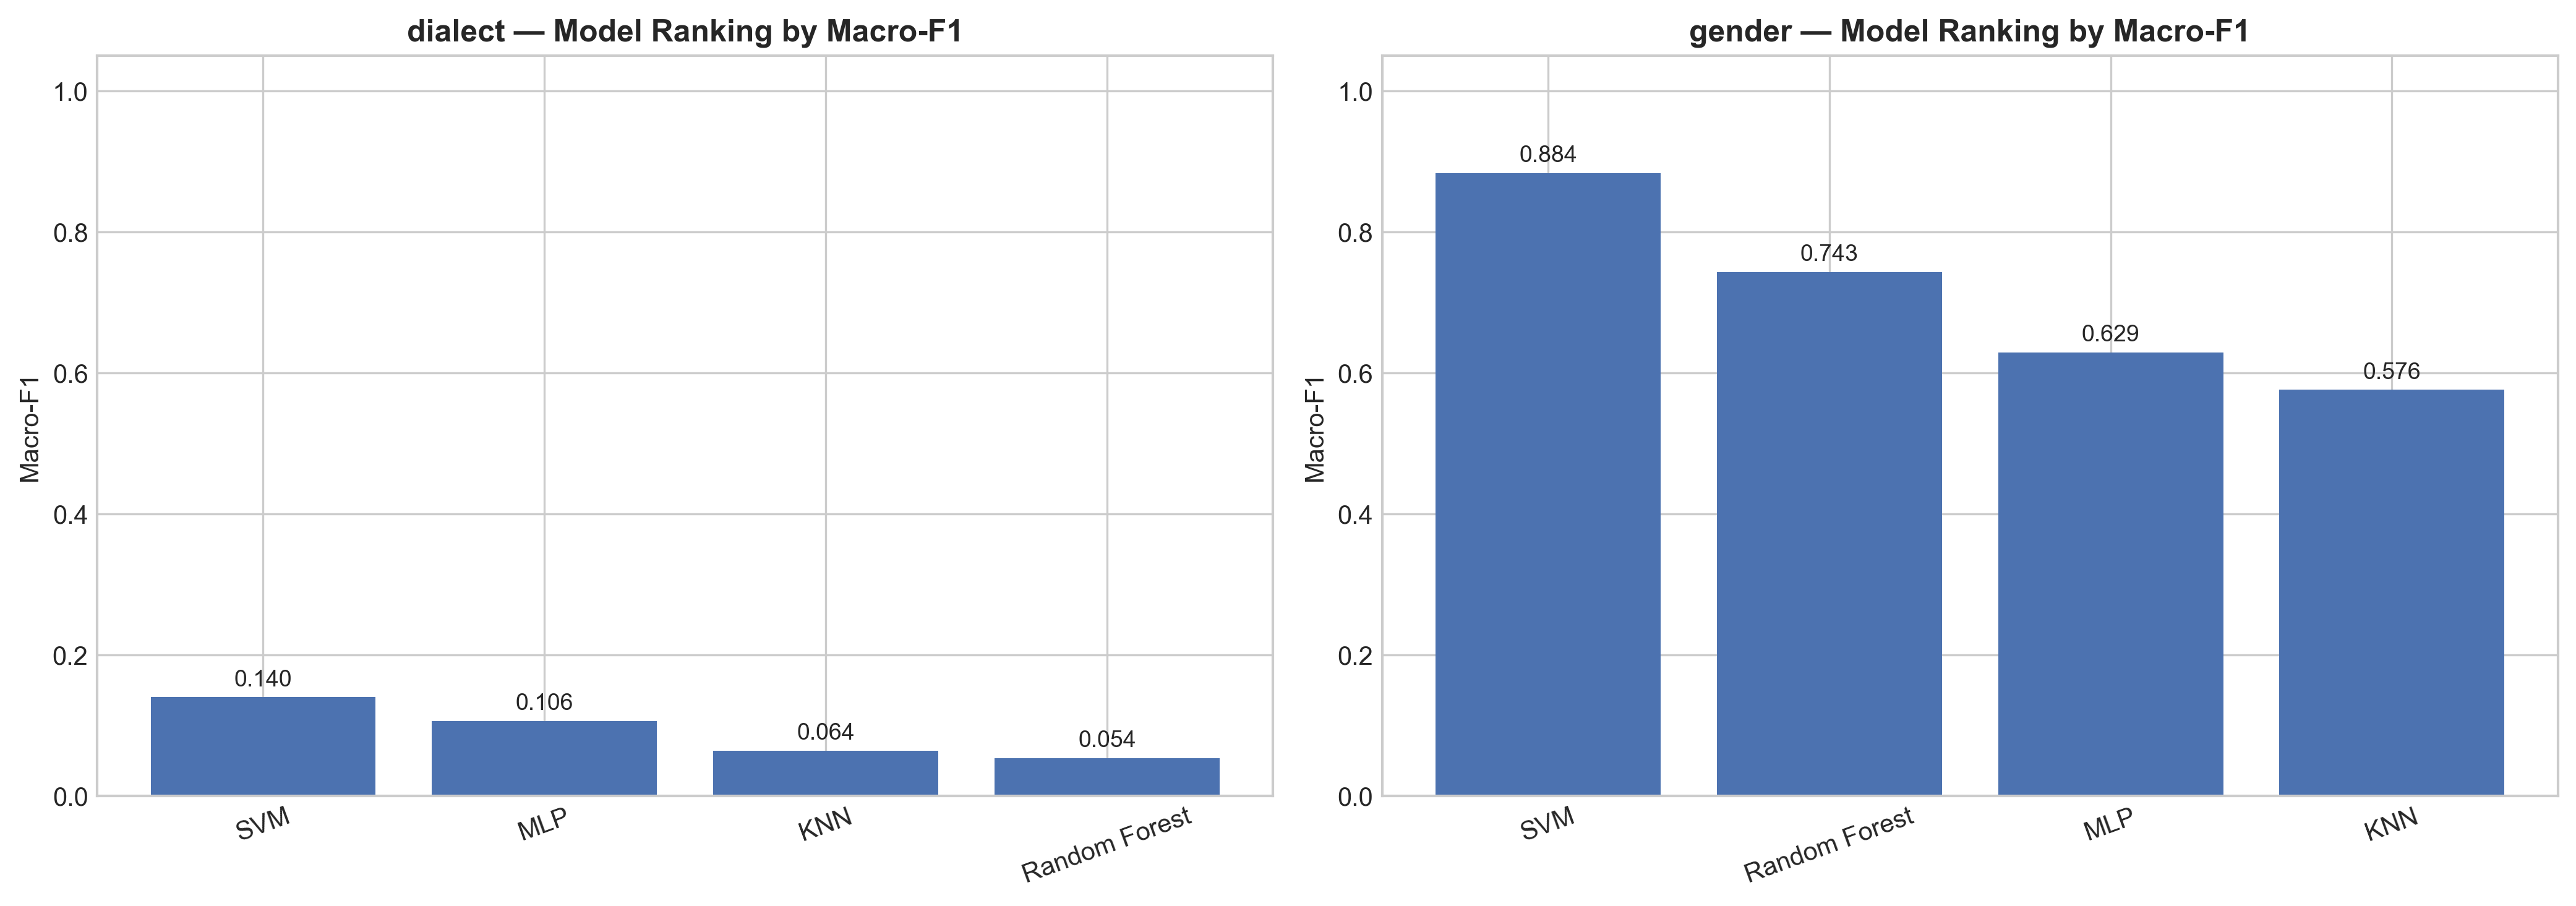 dialect — Model Ranking by Macro-F1
Macro-F1
1.0
0.8
0.6
0.4
0.2
0.0
0.140
0.106
0.064
0.054
SVM
MLP
KNN
Random Forest
gender — Model Ranking by Macro-F1
Macro-F1
1.0
0.8
0.6
0.4
0.2
0.0
0.884
0.743
0.629
0.576
SVM
Random Forest
MLP
KNN